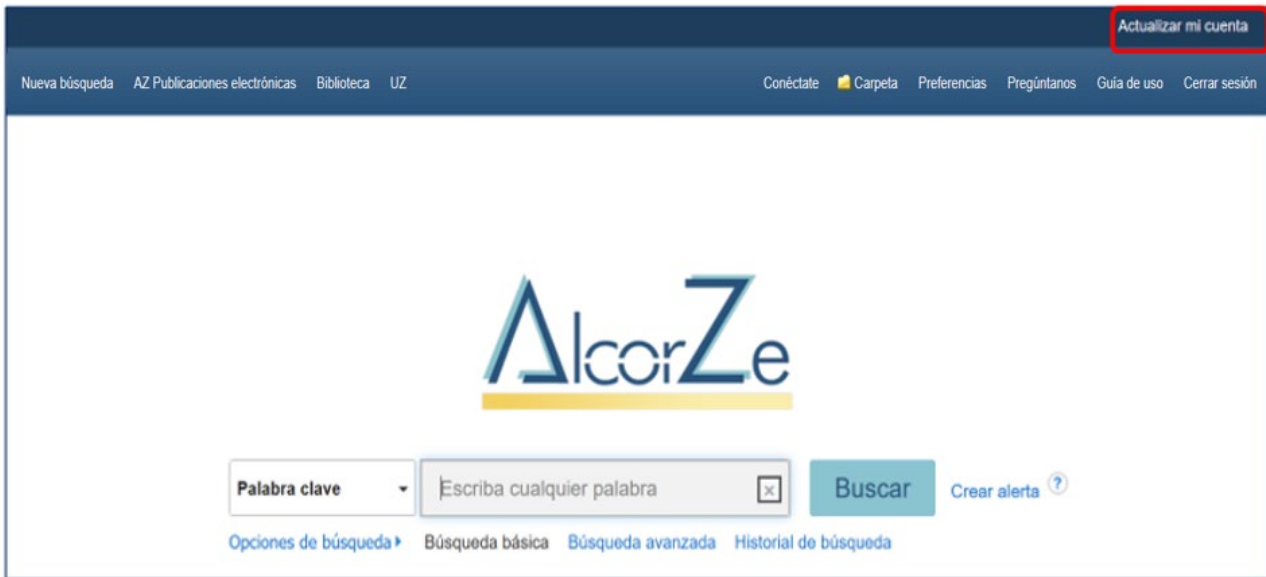 Actualizar mi cuenta
Nueva búsqueda AZ Publicaciones electrónicas Biblioteca UZ Conéctate Carpeta Preferencias Pregúntanos Guía de uso Cerrar sesión
AlcorZe
Palabra clave Escriba cualquier palabra Buscar Crear alerta ?
Opciones de búsqueda Búsqueda básica Búsqueda avanzada Historial de búsqueda